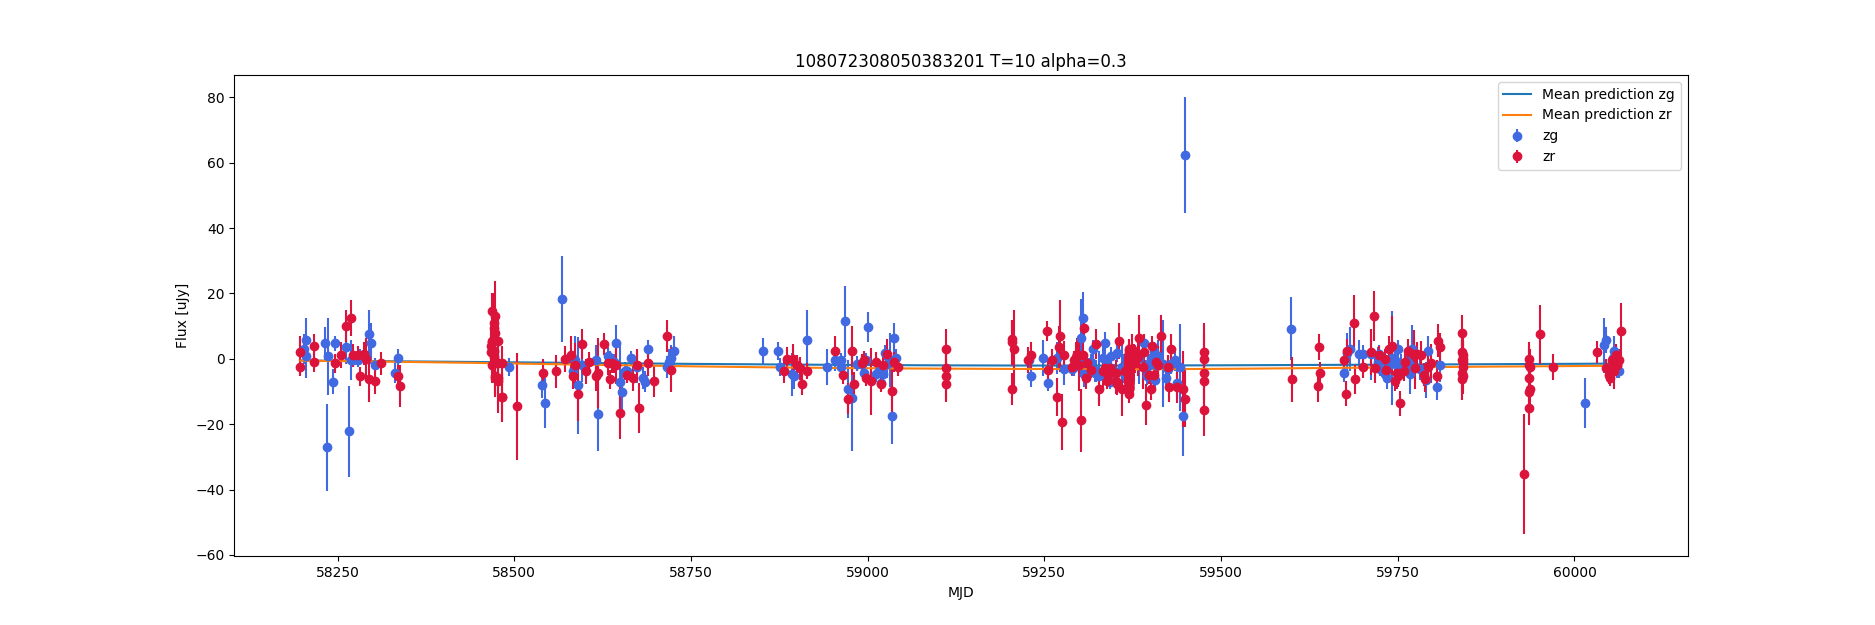 108072308050383201 T=10 alpha=0.3
Mean prediction zg
Mean prediction zr
zg
zr
80
60
40
20
0
−20
−40
−60
Flux [uJy]
58250 58500 58750 59000 59250 59500 59750 60000
MJD